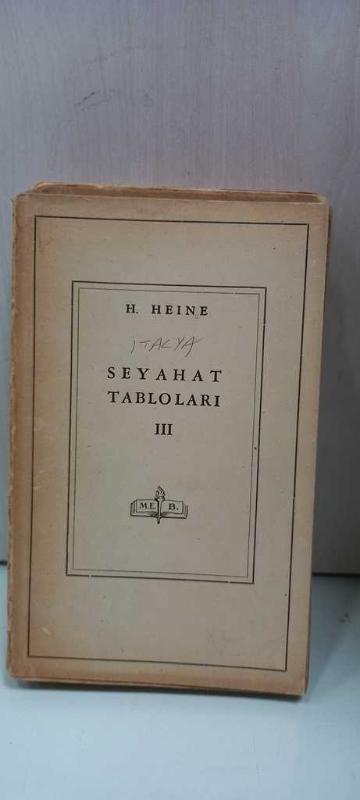 H. HEINE
İTALYA
SEYAHAT
TABLOLARI
III
M.E B.